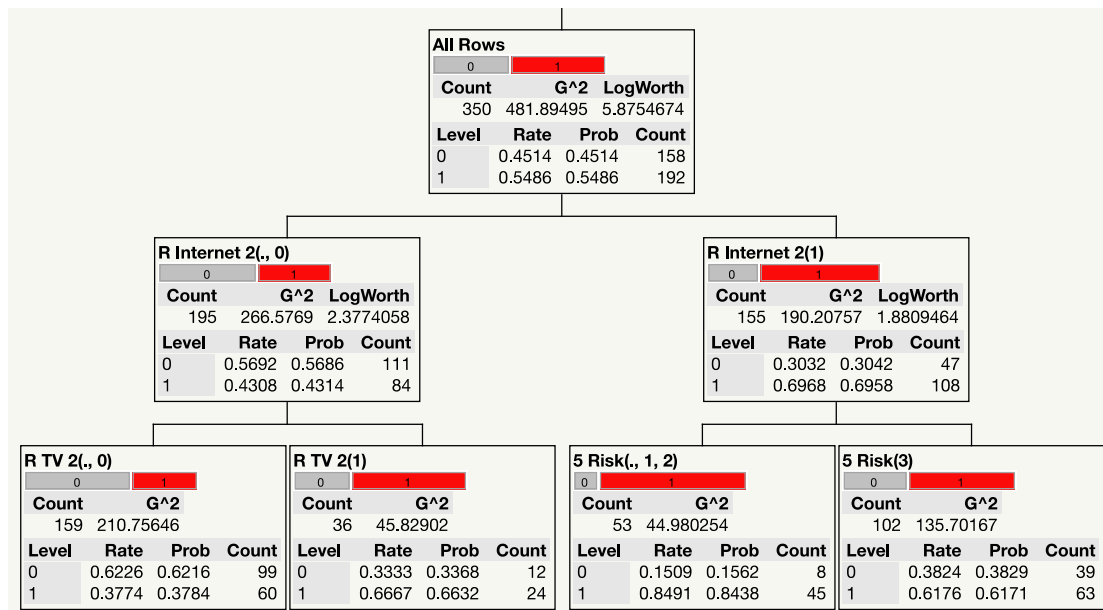 All Rows
0 1
Count G^2 LogWorth
350 481.89495 5.8754674
Level Rate Prob Count
0 0.4514 0.4514 158
1 0.5486 0.5486 192
R Internet 2(., 0)
0 1
Count G^2 LogWorth
195 266.5769 2.3774058
Level Rate Prob Count
0 0.5692 0.5686 111
1 0.4308 0.4314 84
R Internet 2(1)
0 1
Count G^2 LogWorth
155 190.20757 1.8809464
Level Rate Prob Count
0 0.3032 0.3042 47
1 0.6968 0.6958 108
R TV 2(., 0)
0 1
Count G^2
159 210.75646
Level Rate Prob Count
0 0.6226 0.6216 99
1 0.3774 0.3784 60
R TV 2(1)
0 1
Count G^2
36 45.82902
Level Rate Prob Count
0 0.3333 0.3368 12
1 0.6667 0.6632 24
5 Risk(., 1, 2)
0 1
Count G^2
53 44.980254
Level Rate Prob Count
0 0.1509 0.1562 8
1 0.8491 0.8438 45
5 Risk(3)
0 1
Count G^2
102 135.70167
Level Rate Prob Count
0 0.3824 0.3829 39
1 0.6176 0.6171 63